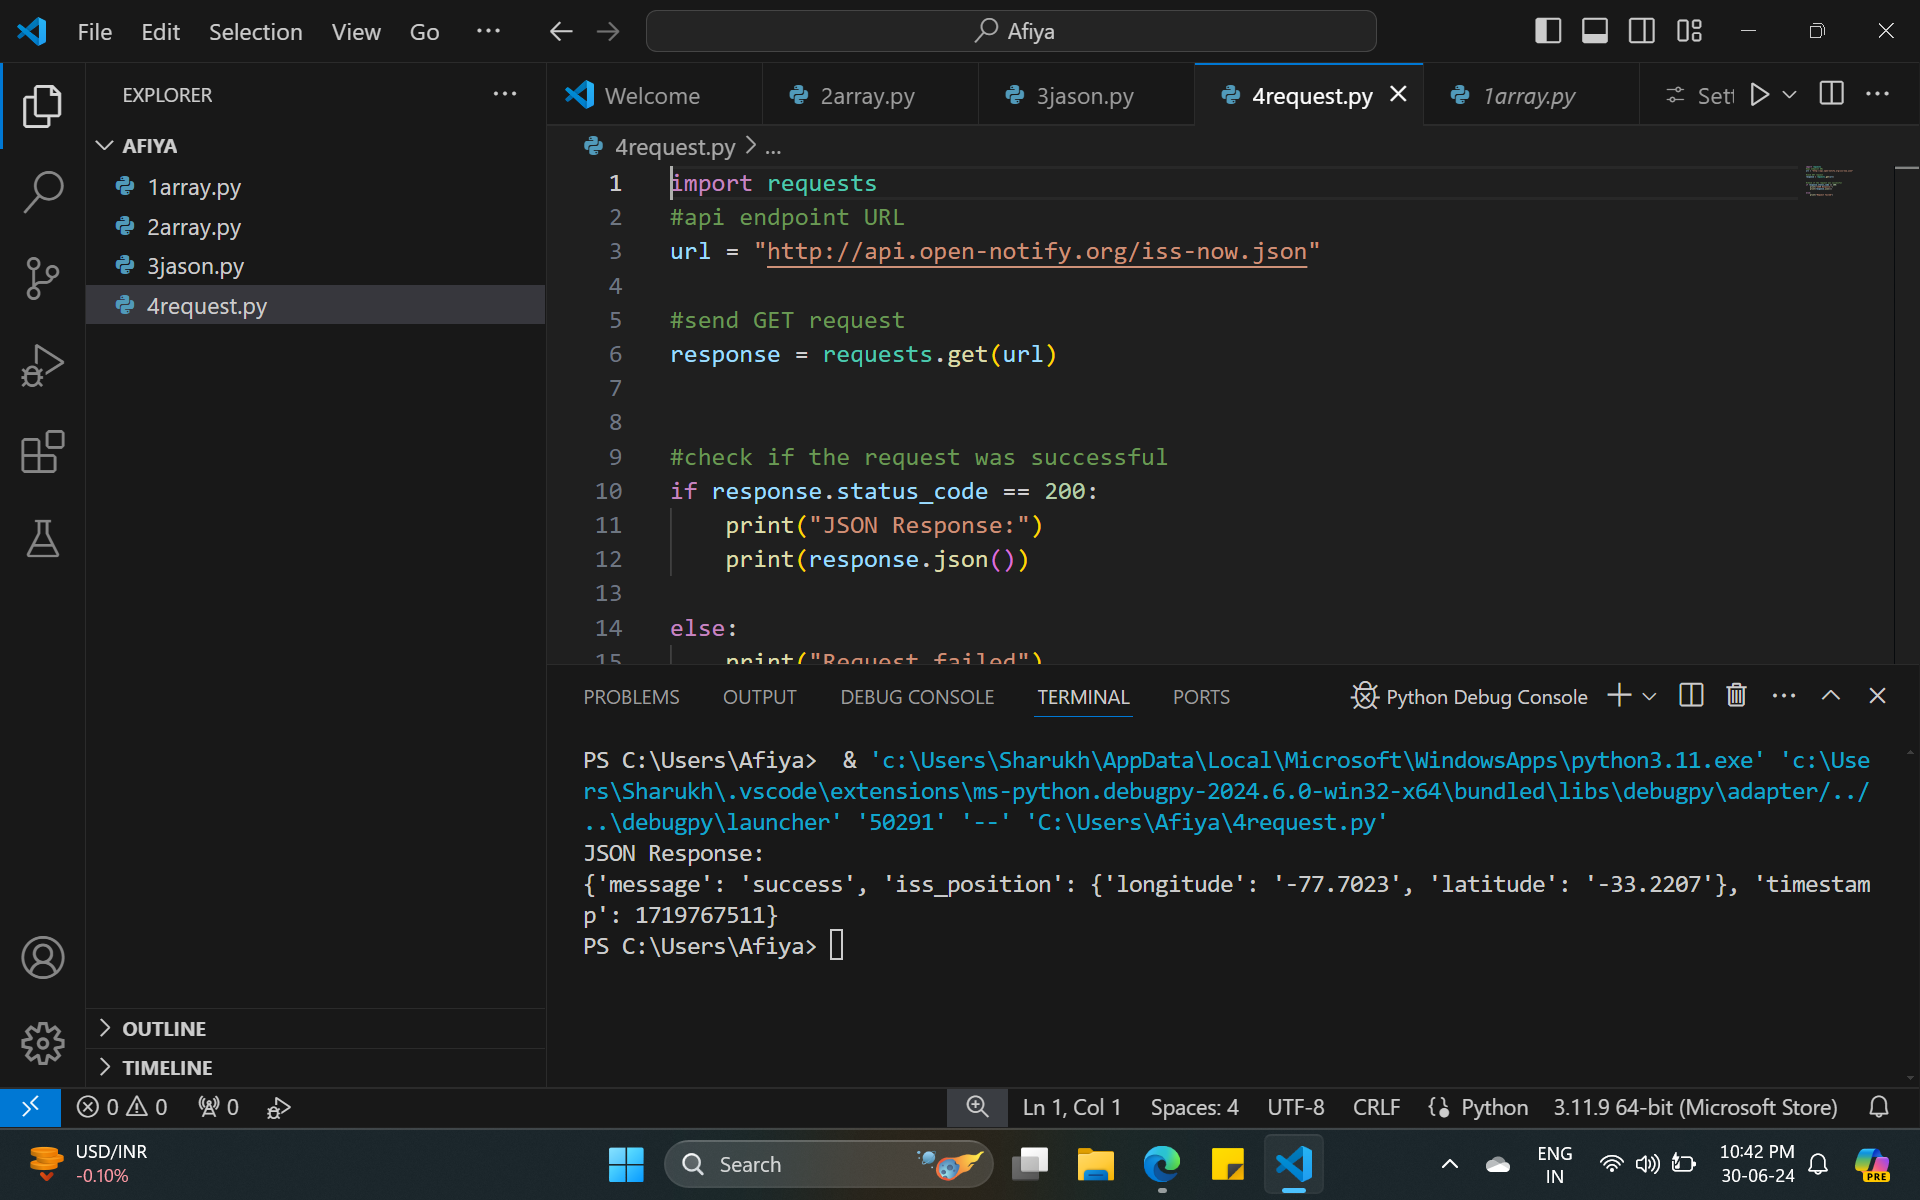 File Edit Selection View Go ··· Afiya
EXPLORER ···
AFIYA
1array.py
2array.py
3jason.py
4request.py
OUTLINE
TIMELINE
Welcome 2array.py 3jason.py 4request.py 1array.py Sett
4request.py > ...
1 import requests
2 #api endpoint URL
3 url = "http://api.open-notify.org/iss-now.json"
4
5 #send GET request
6 response = requests.get(url)
7
8
9 #check if the request was successful
10 if response.status_code == 200:
11 print("JSON Response:")
12 print(response.json())
13
14 else:
15 print("Request failed")
PROBLEMS OUTPUT DEBUG CONSOLE TERMINAL PORTS Python Debug Console
PS C:\Users\Afiya>  & 'c:\Users\Sharukh\AppData\Local\Microsoft\WindowsApps\python3.11.exe' 'c:\Use
rs\Sharukh\.vscode\extensions\ms-python.debugpy-2024.6.0-win32-x64\bundled\libs\debugpy\adapter/../
..\debugpy\launcher' '50291' '--' 'C:\Users\Afiya\4request.py'
JSON Response:
{'message': 'success', 'iss_position': {'longitude': '-77.7023', 'latitude': '-33.2207'}, 'timestam
p': 1719767511}
PS C:\Users\Afiya>
0 0 0 Ln 1, Col 1 Spaces: 4 UTF-8 CRLF Python 3.11.9 64-bit (Microsoft Store)
USD/INR
-0.10%
Search
ENG
IN
10:42 PM
30-06-24
PRE